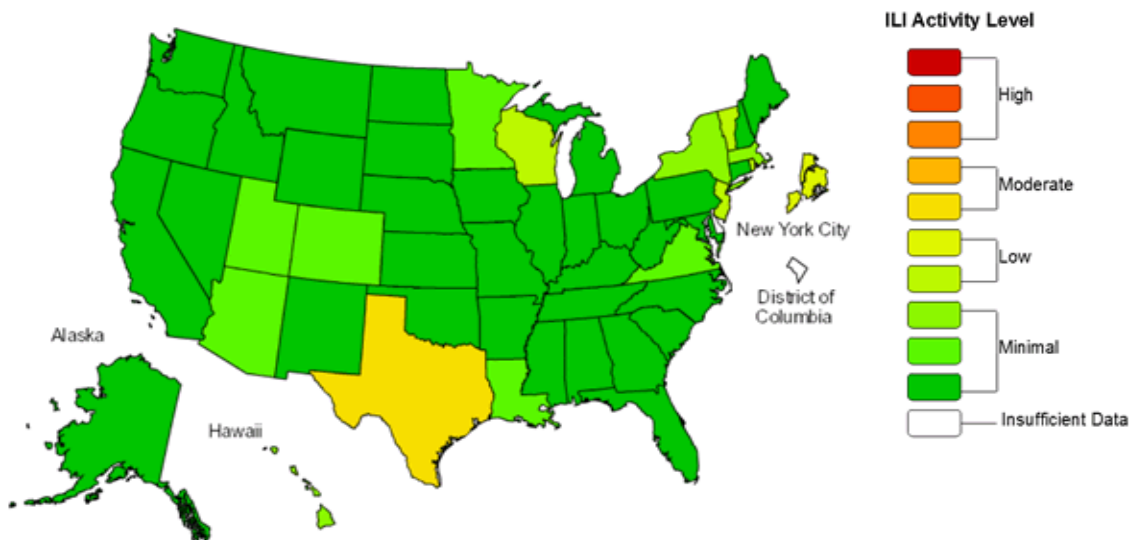 ILI Activity Level
High
Moderate
Low
Minimal
Insufficient Data
New York City
District of
Columbia
Alaska
Hawaii